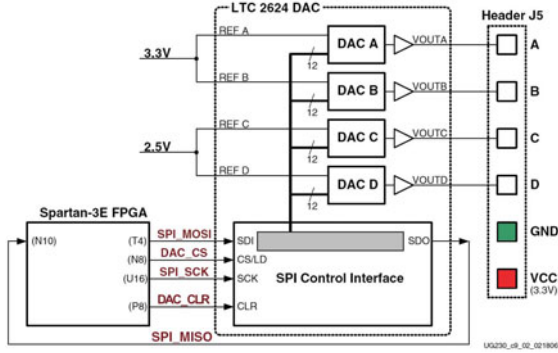 LTC 2624 DAC
Header J5
REF A
3.3V
12
DAC A
VOUTA
A
REF B
12
DAC B
VOUTB
B
REF C
2.5V
12
DAC C
VOUTC
C
REF D
12
DAC D
VOUTD
D
Spartan-3E FPGA
GND
(N10)
(T4)
SPI_MOSI
SDI
SDO
(N8)
DAC_CS
CS/LD
(U16)
SPI_SCK
SCK
SPI Control Interface
VCC
(3.3V)
(P8)
DAC_CLR
CLR
SPI_MISO
UG230_c9_02_021806